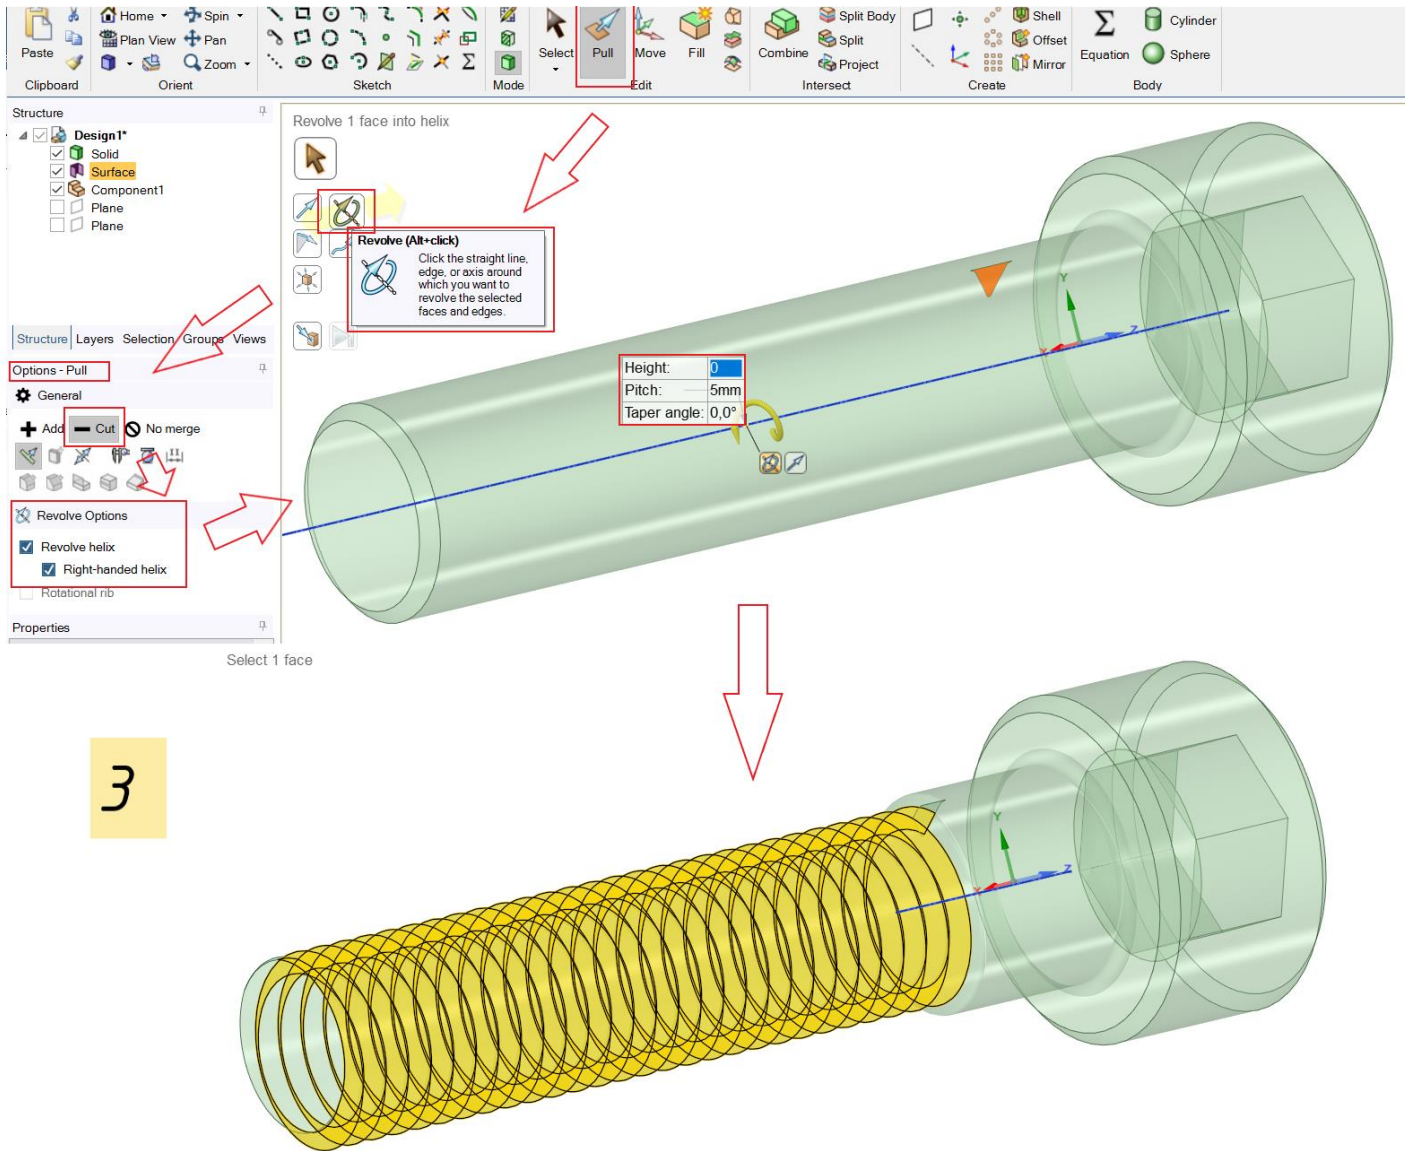 Home
Spin
Split Body
Shell
Cylinder
Plan View
Pan
Split
Offset
Paste
Zoom
Select
Pull
Move
Fill
Combine
Project
Mirror
Equation
Sphere
Clipboard
Orient
Sketch
Mode
Edit
Intersect
Create
Body
Structure
Design1*
Solid
Surface
Component1
Plane
Plane
Structure
Layers
Selection
Groups
Views
Options - Pull
General
Add
Cut
No merge
Revolve Options
Revolve helix
Right-handed helix
Rotational rib
Properties
Revolve 1 face into helix
Revolve (Alt+click)
Click the straight line,
edge, or axis around
which you want to
revolve the selected
faces and edges.
Height: 0
Pitch: 5mm
Taper angle: 0,0°
Y
Z
X
Select 1 face
3
Y
Z
X